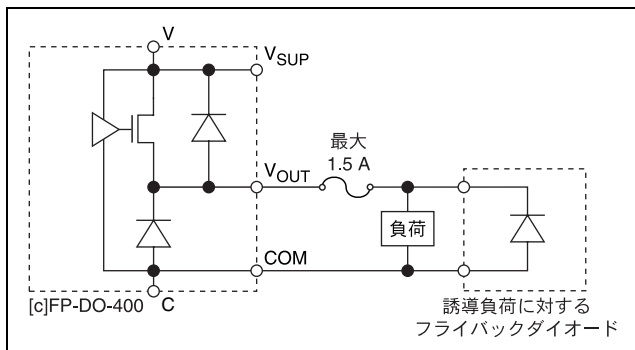 V
VSUP
最大
1.5 A
VOUT
負荷
COM
[c]FP-DO-400
C
誘導負荷に対する
フライバックダイオード